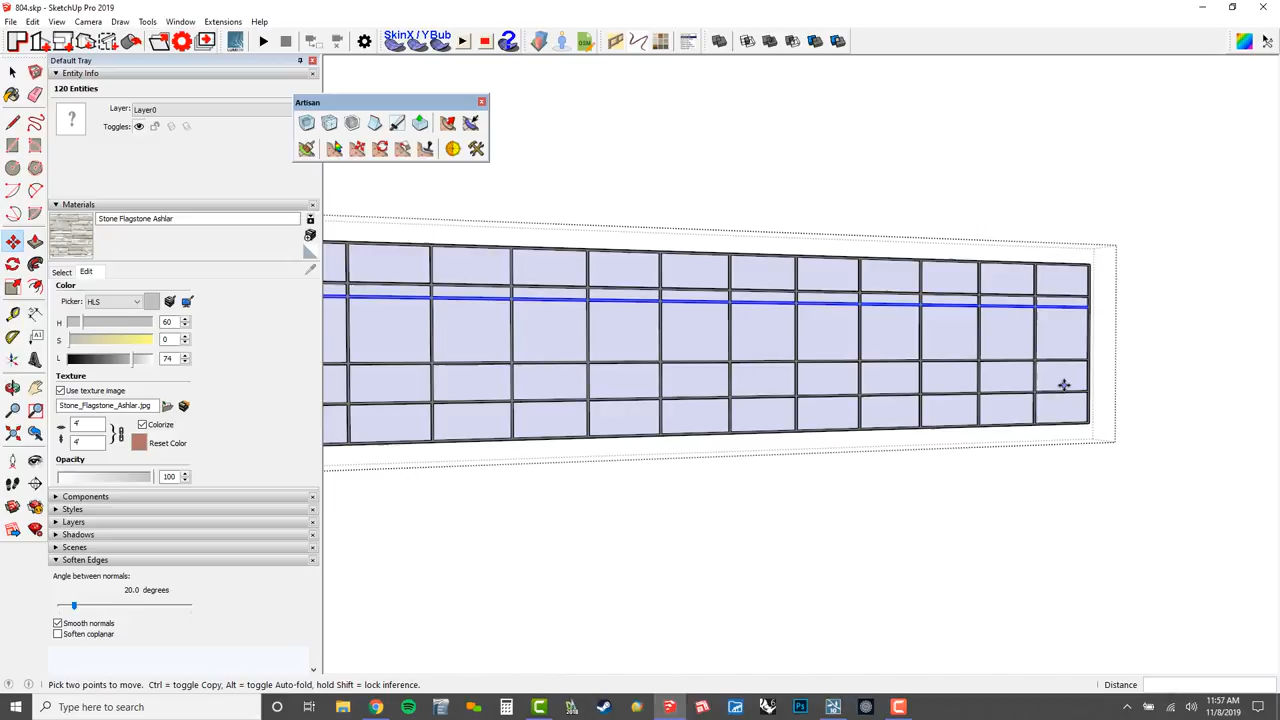 804.skp - SketchUp Pro 2019
File Edit View Camera Draw Tools Window Extensions Help
SkinX / YBub
Default Tray
Entity Info
120 Entities
Layer: Layer0
Toggles:
Artisan
Materials
Stone Flagstone Ashlar
Select Edit
Color
Picker: HLS
H 60
S 0
L 74
Texture
Use texture image
Stone_Flagstone_Ashlar.jpg
4' Colorize
4' Reset Color
Opacity
100
Components
Styles
Layers
Shadows
Scenes
Soften Edges
Angle between normals:
20.0 degrees
Smooth normals
Soften coplanar
Pick two points to move. Ctrl = toggle Copy, Alt = toggle Auto-fold, hold Shift = lock inference. Distance
Type here to search
11:57 AM
11/8/2019